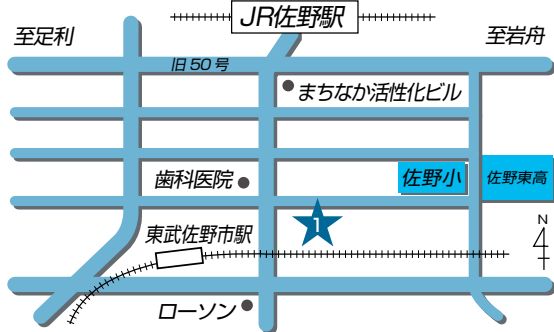 JR佐野駅
至足利
至岩舟
旧50号
まちなか活性化ビル
歯科医院
佐野小
佐野東高
1
N
東武佐野市駅
ローソン